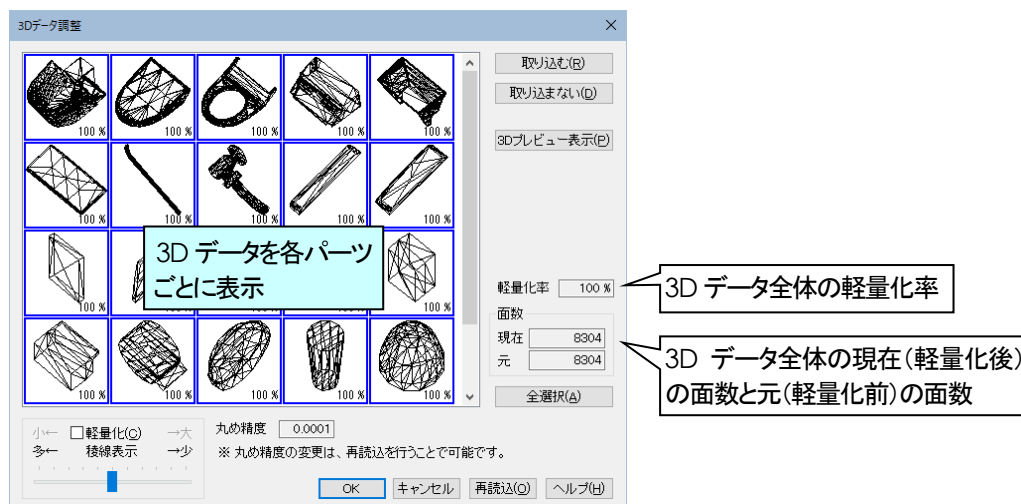 3Dデータ調整
100 % 100 % 100 % 100 % 100 %
取り込む(R)
取り込まない(D)
3Dプレビュー表示(P)
100 % 100 % 100 % 100 % 100 %
3D データを各パーツ
ごとに表示
100 %
軽量化率 100 %
3D データ全体の軽量化率
面数
現在 8304
元 8304
3D データ全体の現在(軽量化後)
の面数と元(軽量化前)の面数
100 % 100 % 100 % 100 % 100 %
全選択(A)
小← 軽量化(C) →大
多← 稜線表示 →少
丸め精度 0.0001
※ 丸め精度の変更は、再読込を行うことで可能です。
OK キャンセル 再読込(O) ヘルプ(H)